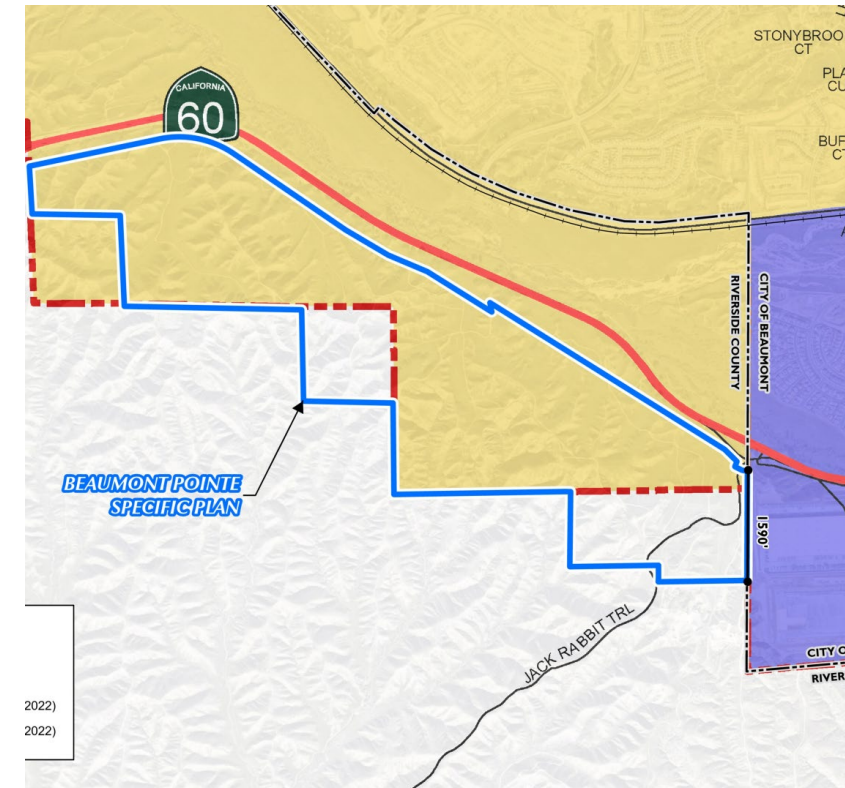 STONYBROO
CT
PLA
CU
BUF
CT
CALIFORNIA
60
CITY OF BEAUMONT
RIVERSIDE COUNTY
BEAUMONT POINTE
SPECIFIC PLAN
1590'
JACK RABBIT TRL
CITY O
RIVER
2022)
2022)